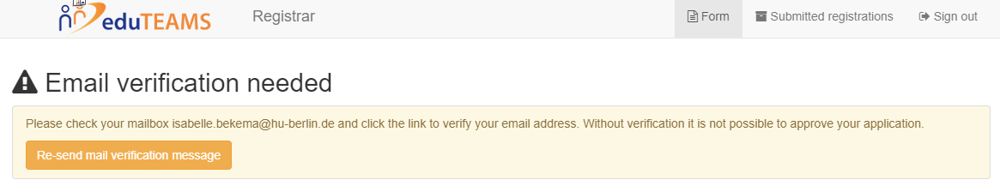 eduTEAMS
Registrar
Form
Submitted registrations
Sign out
Email verification needed
Please check your mailbox isabelle.bekema@hu-berlin.de and click the link to verify your email address. Without verification it is not possible to approve your application.
Re-send mail verification message